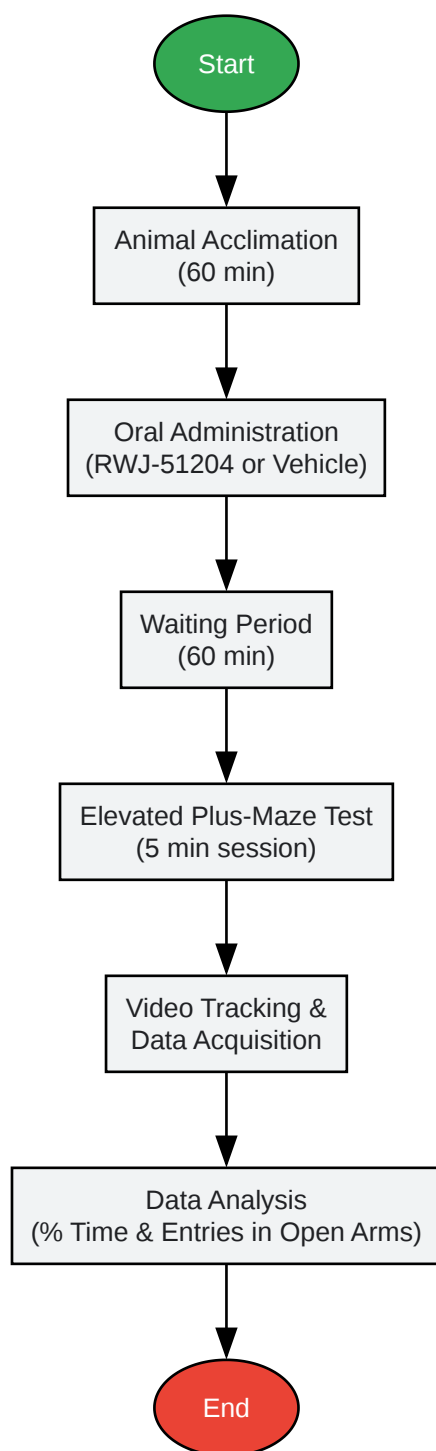 Start
Animal Acclimation
(60 min)
Oral Administration
(RWJ-51204 or Vehicle)
Waiting Period
(60 min)
Elevated Plus-Maze Test
(5 min session)
Video Tracking &
Data Acquisition
Data Analysis
(% Time & Entries in Open Arms)
End